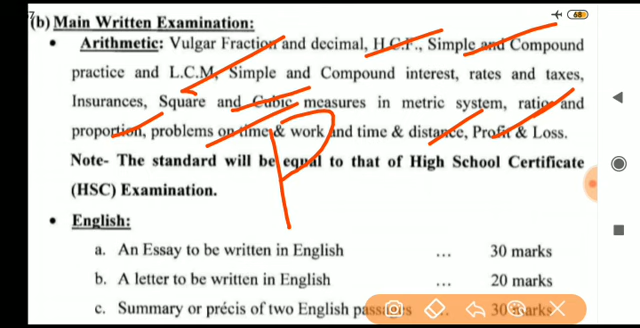 (b) Main Written Examination:
68
• Arithmetic: Vulgar Fraction and decimal, H.C.F., Simple and Compound
practice and L.C.M, Simple and Compound interest, rates and taxes,
Insurances, Square and Cubic measures in metric system, ratio and
proportion, problems on time & work and time & distance, Profit & Loss.
P
Note- The standard will be equal to that of High School Certificate
(HSC) Examination.
• English:
a. An Essay to be written in English ... 30 marks
b. A letter to be written in English ... 20 marks
c. Summary or précis of two English passages .. 30 marks